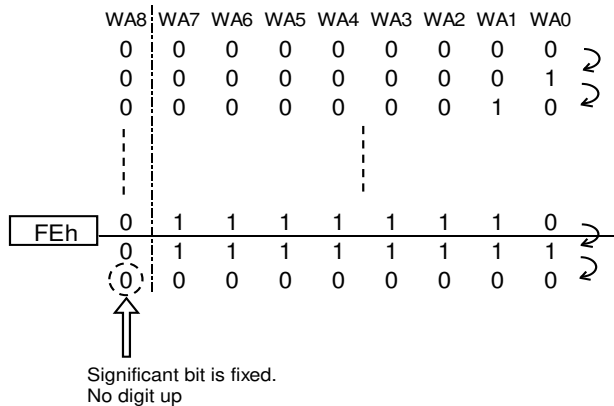 WA8 WA7 WA6 WA5 WA4 WA3 WA2 WA1 WA0
0 0 0 0 0 0 0 0 0
0 0 0 0 0 0 0 0 1
0 0 0 0 0 0 0 1 0
FEh 0 1 1 1 1 1 1 1 0
0 1 1 1 1 1 1 1 1
0 0 0 0 0 0 0 0 0
Significant bit is fixed.
No digit up